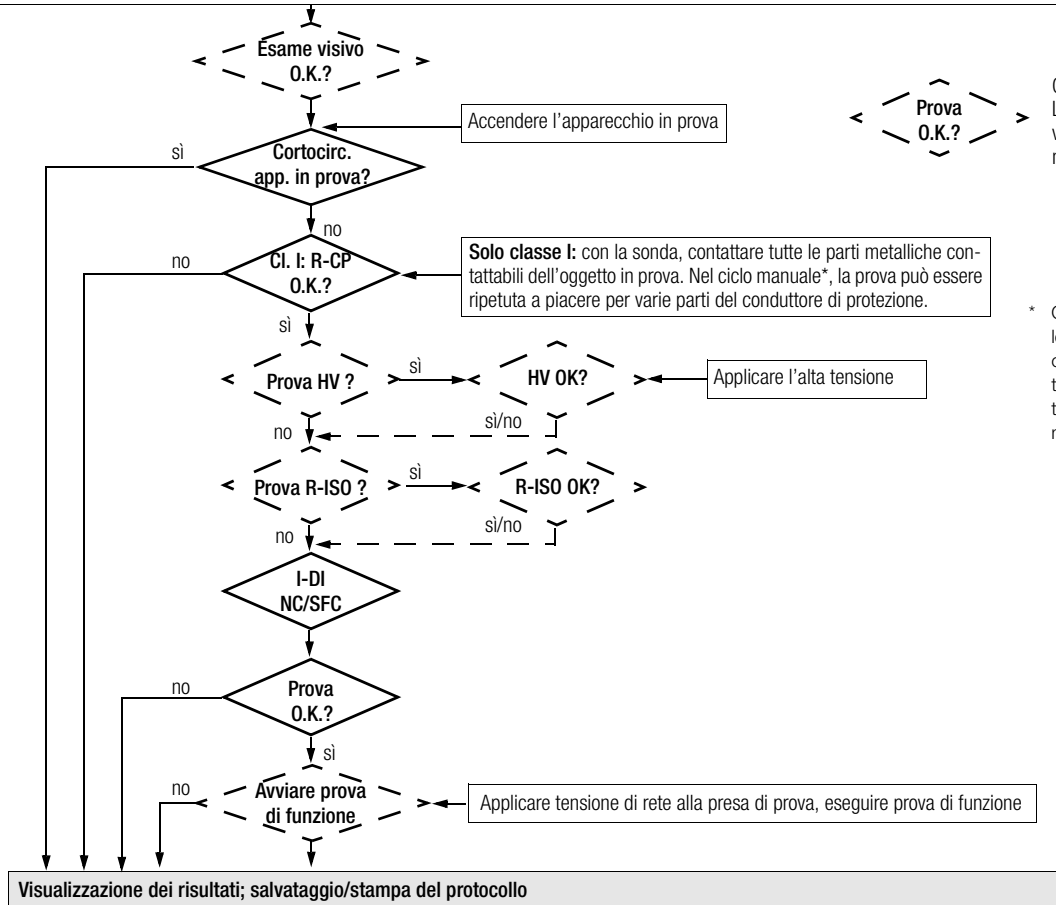 Esame visivo
O.K.?
Accendere l'apparecchio in prova
Prova
O.K.?
sì
Cortocirc.
app. in prova?
no
no
Cl. I: R-CP
O.K.?
Solo classe I: con la sonda, contattare tutte le parti metalliche con-
tattabili dell'oggetto in prova. Nel ciclo manuale*, la prova può essere
ripetuta a piacere per varie parti del conduttore di protezione.
*
sì
Prova HV ?
sì
HV OK?
Applicare l'alta tensione
no
sì/no
Prova R-ISO ?
sì
R-ISO OK?
no
sì/no
I-DI
NC/SFC
no
Prova
O.K.?
sì
no
Avviare prova
di funzione
Applicare tensione di rete alla presa di prova, eseguire prova di funzione
Visualizzazione dei risultati; salvataggio/stampa del protocollo